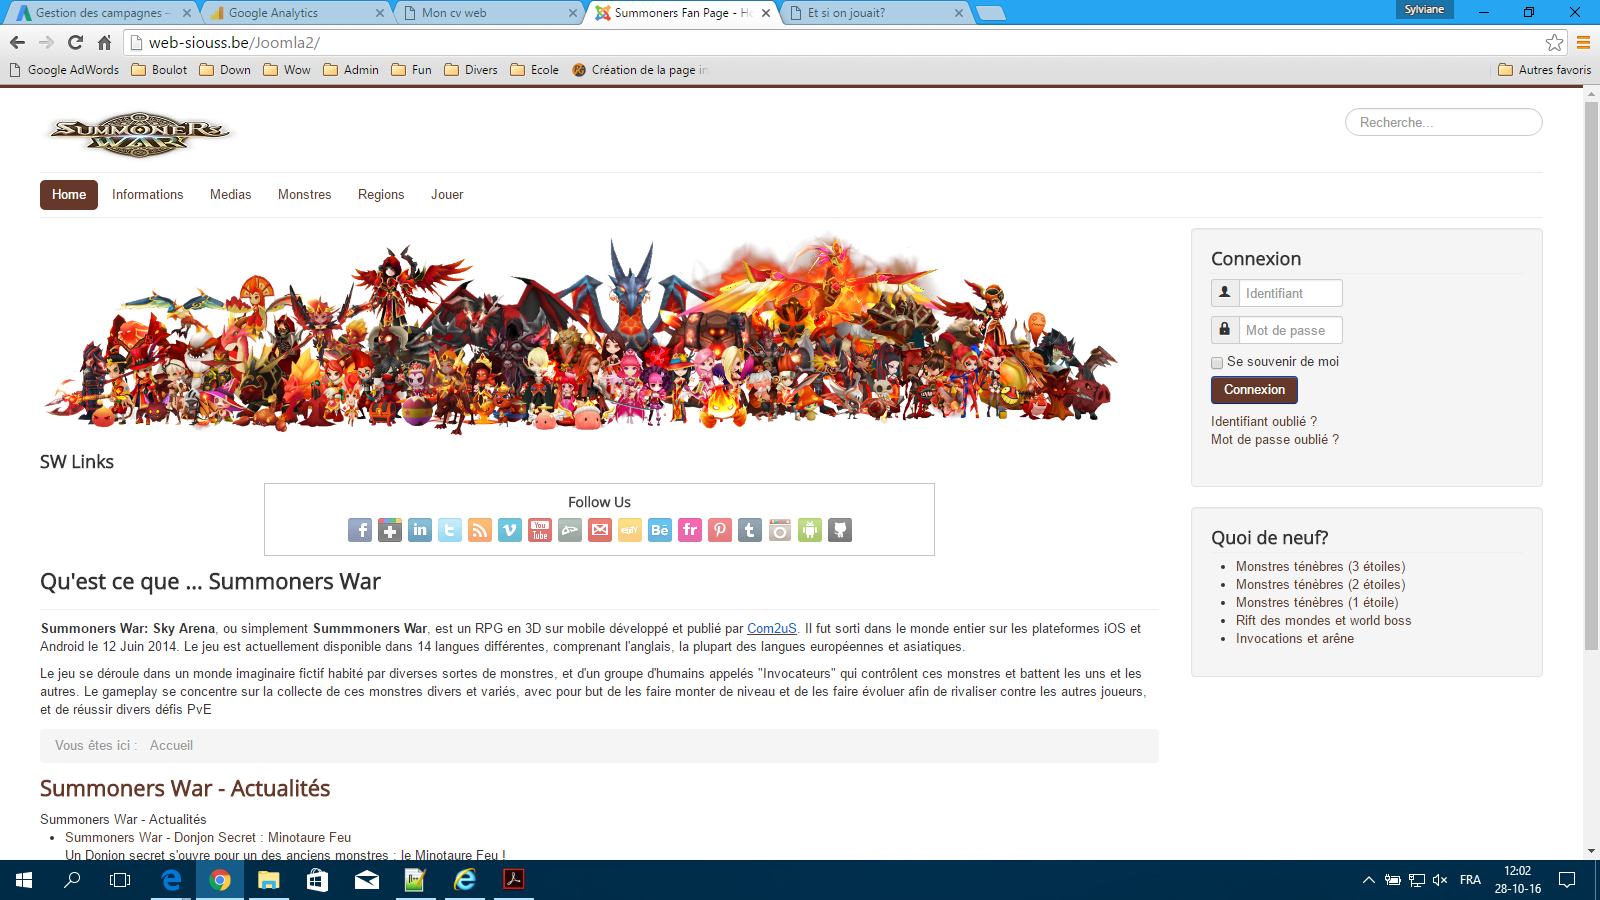 Sylviane
Gestion des campagnes –
Google Analytics
Mon cv web
Summoners Fan Page - Ho
Et si on jouait?
web-siouss.be/Joomla2/
Google AdWords
Boulot
Down
Wow
Admin
Fun
Divers
Ecole
Création de la page in
Autres favoris
SUMMONERS
WAR
Recherche...
Home
Informations
Medias
Monstres
Regions
Jouer
Connexion
Identifiant
Mot de passe
Se souvenir de moi
Connexion
Identifiant oublié ?
Mot de passe oublié ?
SW Links
Follow Us
You
Tube
Bē
fr
Qu'est ce que ... Summoners War
Summoners War: Sky Arena, ou simplement Summmoners War, est un RPG en 3D sur mobile développé et publié par Com2uS. Il fut sorti dans le monde entier sur les plateformes iOS et
Android le 12 Juin 2014. Le jeu est actuellement disponible dans 14 langues différentes, comprenant l'anglais, la plupart des langues européennes et asiatiques.
Le jeu se déroule dans un monde imaginaire fictif habité par diverses sortes de monstres, et d'un groupe d'humains appelés "Invocateurs" qui contrôlent ces monstres et battent les uns et les
autres. Le gameplay se concentre sur la collecte de ces monstres divers et variés, avec pour but de les faire monter de niveau et de les faire évoluer afin de rivaliser contre les autres joueurs,
et de réussir divers défis PvE
Quoi de neuf?
Monstres ténèbres (3 étoiles)
Monstres ténèbres (2 étoiles)
Monstres ténèbres (1 étoile)
Rift des mondes et world boss
Invocations et arène
Vous êtes ici : Accueil
Summoners War - Actualités
Summoners War - Actualités
Summoners War - Donjon Secret : Minotaure Feu
Un Donjon secret s'ouvre pour un des anciens monstres : le Minotaure Feu !
FRA
12:02
28-10-16